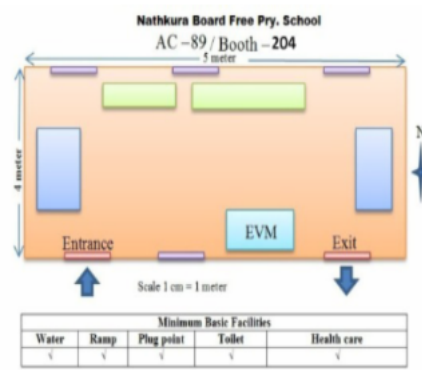 Nathkura Board Free Pry. School
AC -89 / Booth -204
5 meter
4 meter
N
EVM
Entrance
Exit
Scale 1 cm = 1 meter
Minimum Basic Facilities
Water Ramp Plug point Toilet Health care
√ √ √ √ √